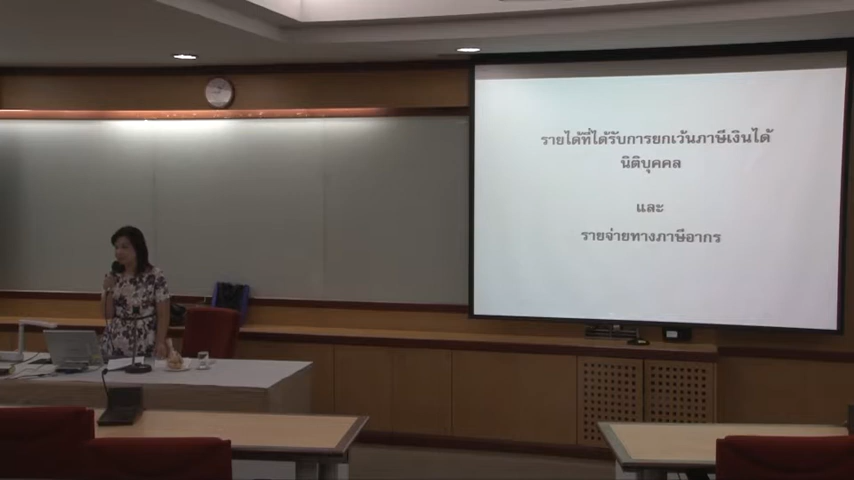 รายได้ที่ได้รับการยกเว้นภาษีเงินได้
นิติบุคคล
และ
รายจ่ายทางภาษีอากร